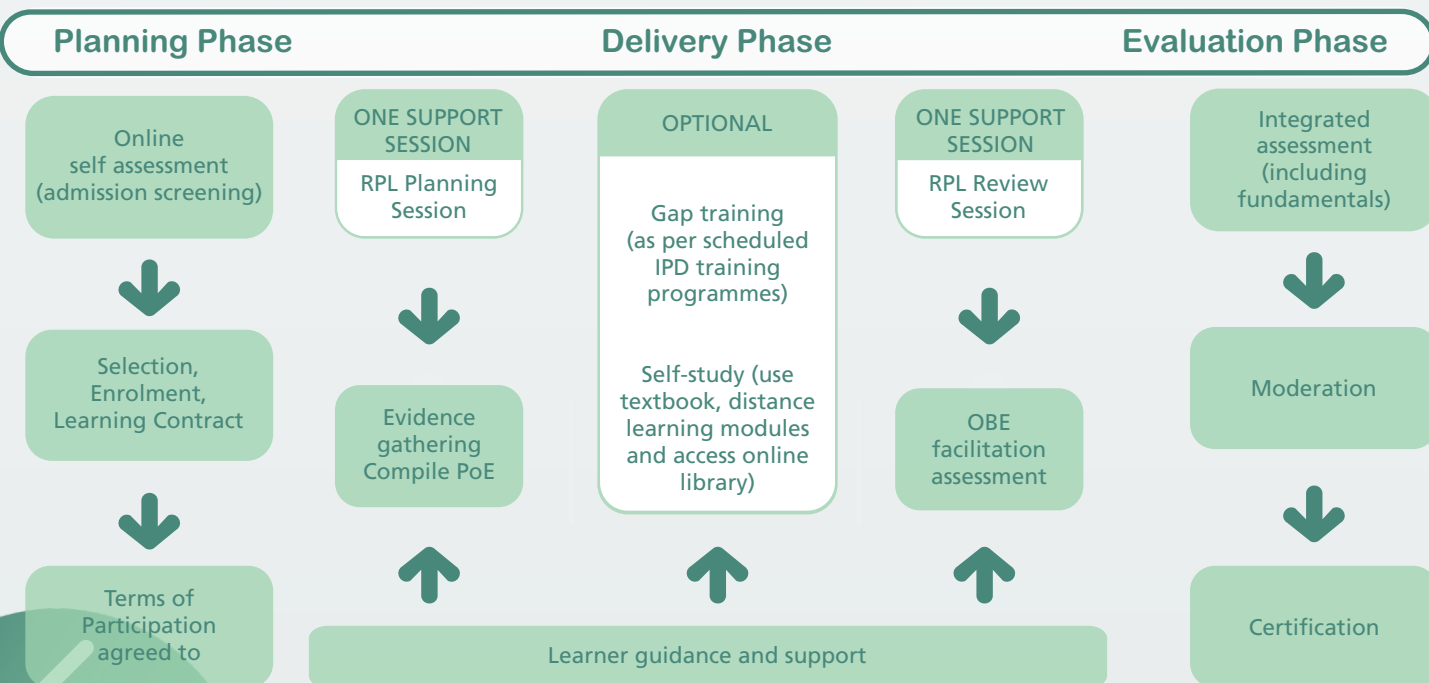 Planning Phase
Delivery Phase
Evaluation Phase
Online
self assessment
(admission screening)
Selection,
Enrolment,
Learning Contract
Terms of
Participation
agreed to
ONE SUPPORT
SESSION
RPL Planning
Session
Evidence
gathering
Compile PoE
OPTIONAL
Gap training
(as per scheduled
IPD training
programmes)
Self-study (use
textbook, distance
learning modules
and access online
library)
ONE SUPPORT
SESSION
RPL Review
Session
OBE
facilitation
assessment
Learner guidance and support
Integrated
assessment
(including
fundamentals)
Moderation
Certification